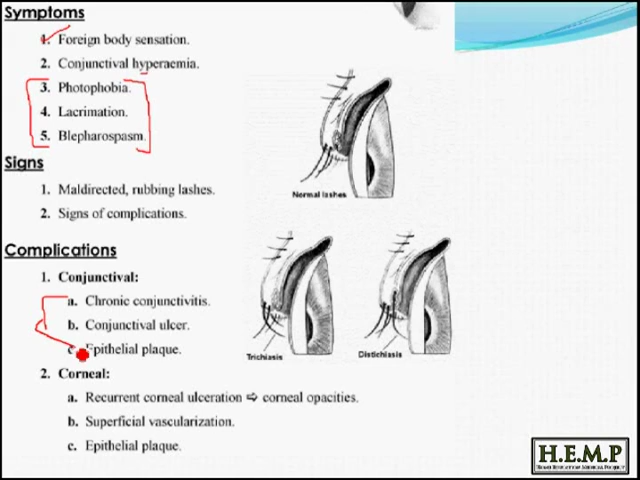 Symptoms
1. Foreign body sensation.
2. Conjunctival hyperaemia.
3. Photophobia.
4. Lacrimation.
5. Blepharospasm.
Signs
1. Maldirected, rubbing lashes.
2. Signs of complications.
Complications
1. Conjunctival:
a. Chronic conjunctivitis.
b. Conjunctival ulcer.
c. Epithelial plaque.
2. Corneal:
a. Recurrent corneal ulceration ⇨ corneal opacities.
b. Superficial vascularization.
c. Epithelial plaque.
Normal lashes
Trichiasis
Distichiasis
H.E.M.P